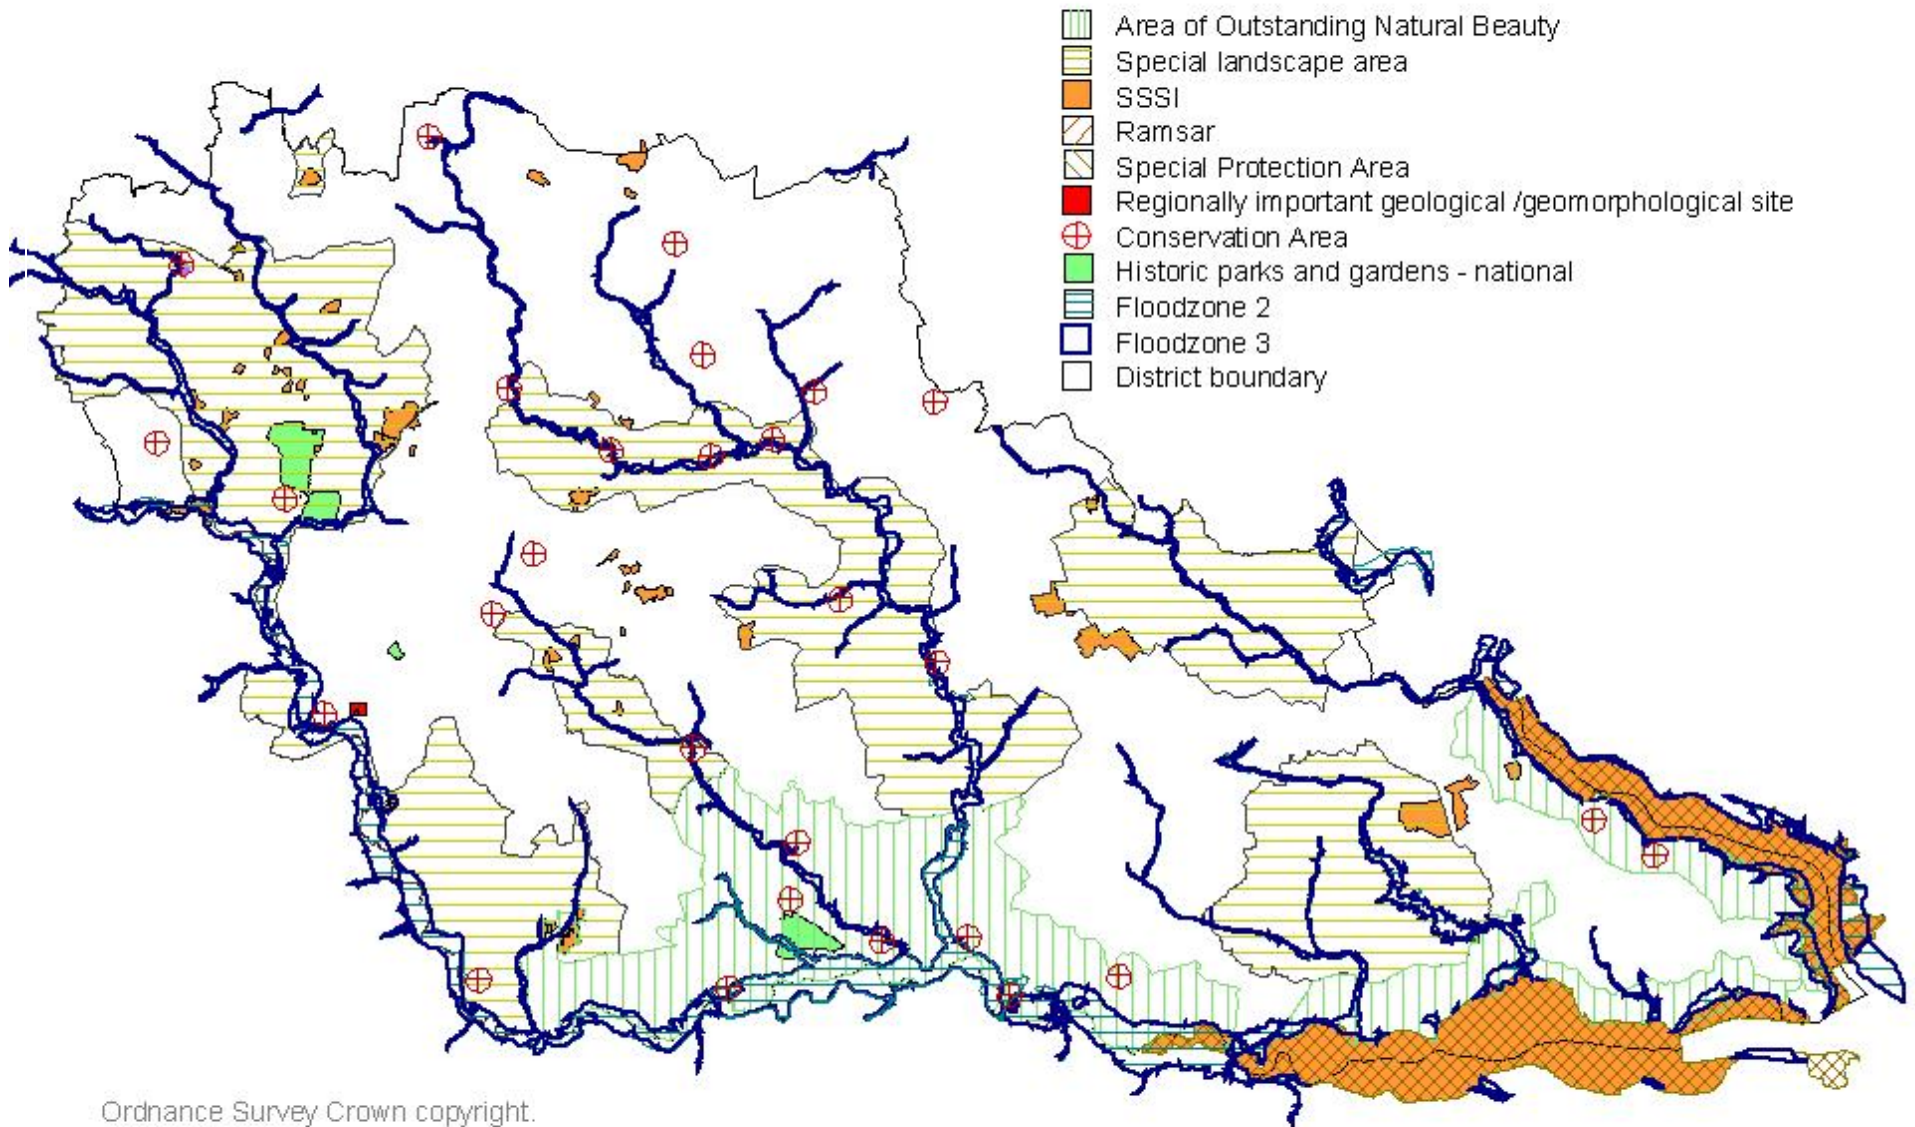 Area of Outstanding Natural Beauty
Special landscape area
SSSI
Ramsar
Special Protection Area
Regionally important geological /geomorphological site
Conservation Area
Historic parks and gardens - national
Floodzone 2
Floodzone 3
District boundary
Ordnance Survey Crown copyright.